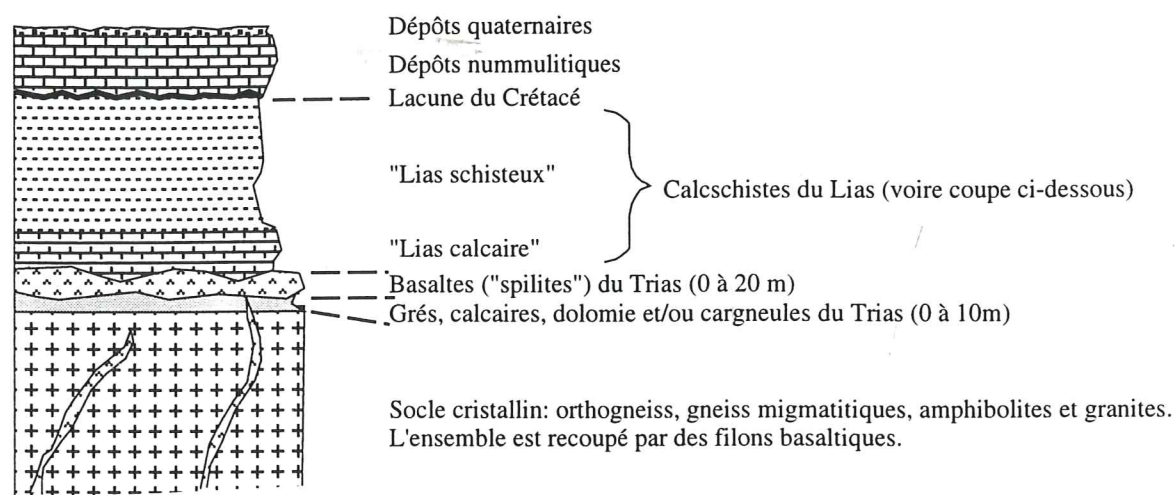 Dépôts quaternaires
Dépôts nummulitiques
Lacune du Crétacé
"Lias schisteux"
Calcschistes du Lias (voire coupe ci-dessous)
"Lias calcaire"
Basaltes ("spilites") du Trias (0 à 20 m)
Grés, calcaires, dolomie et/ou cargneules du Trias (0 à 10m)
Socle cristallin: orthogneiss, gneiss migmatitiques, amphibolites et granites.
L'ensemble est recoupé par des filons basaltiques.